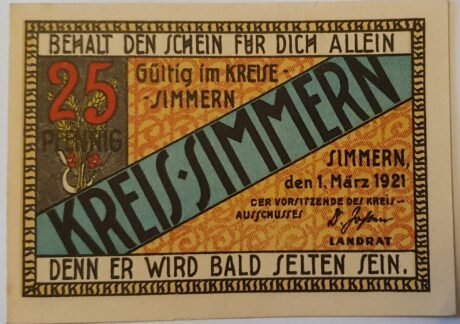 BEHALT DEN SCHEIN FÜR DICH ALLEIN
25
PFENNIG
Gültig im KREISE-
-SIMMERN
KREIS-SIMMERN
SIMMERN,
den 1. März 1921
DER VORSITZENDE DES KREIS-
AUSSCHUSSES
LANDRAT
DENN ER WIRD BALD SELTEN SEIN.